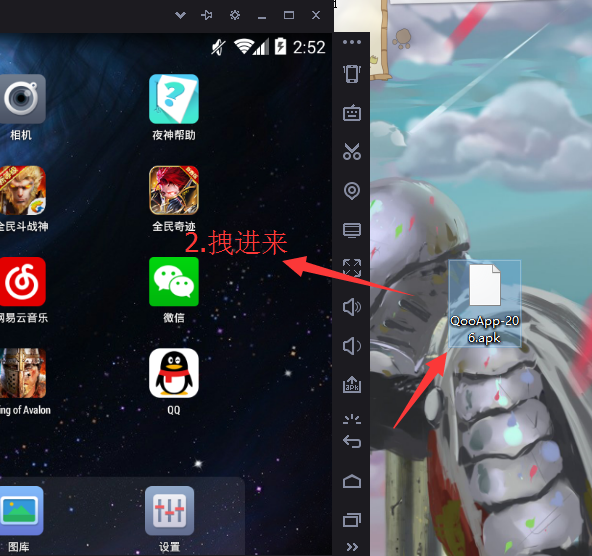 2:52
相机
夜神帮助
全民斗战神
全民奇迹
2.拽进来
网易云音乐
微信
ing of Avalon
QQ
图库
设置
QooApp-20
6.apk